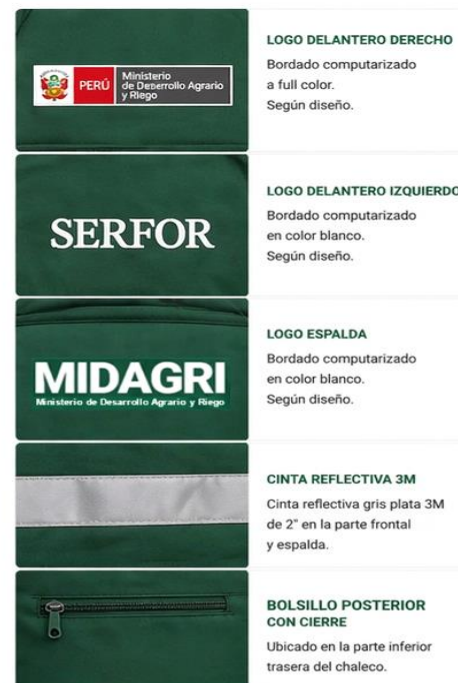 LOGO DELANTERO DERECHO
PERÚ
Ministerio
de Deserrollo Agrario
y Riego
Bordado computarizado
a full color.
Según diseño.
LOGO DELANTERO IZQUIERDO
SERFOR
Bordado computarizado
en color blanco.
Según diseño.
LOGO ESPALDA
MIDAGRI
Ministerio de Desarrollo Agrario y Riego
Bordado computarizado
en color blanco.
Según diseño.
CINTA REFLECTIVA 3M
Cinta reflectiva gris plata 3M
de 2" en la parte frontal
y espalda.
BOLSILLO POSTERIOR
CON CIERRE
Ubicado en la parte inferior
trasera del chaleco.